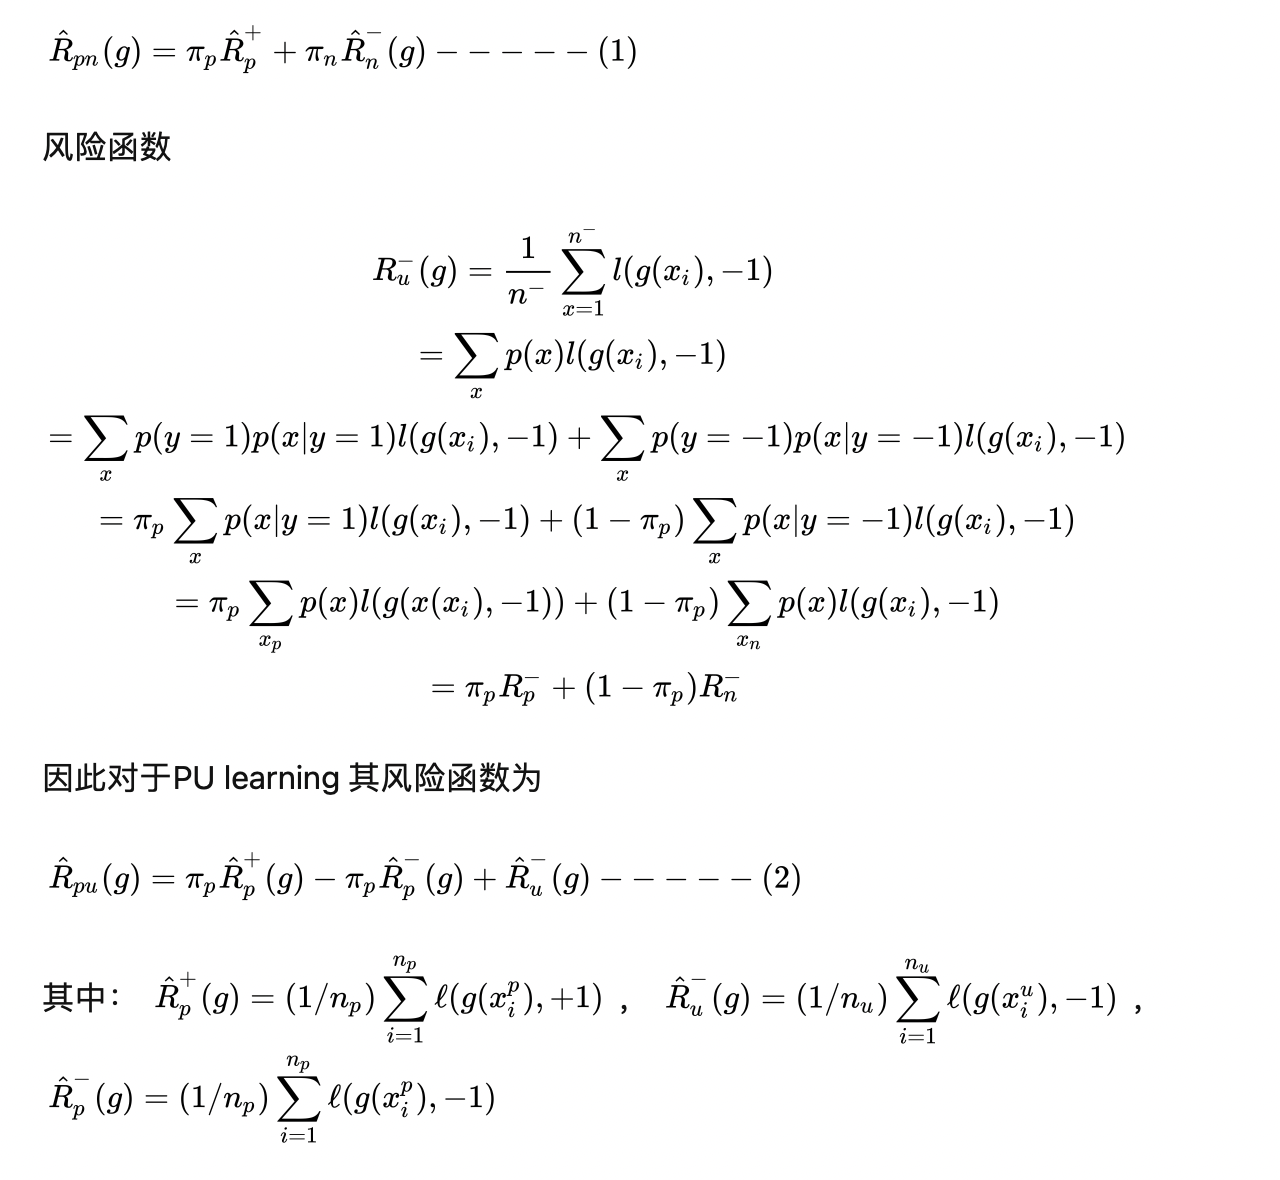 $\hat{R}_{pn}(g) = \pi_p \hat{R}_p^+ + \pi_n \hat{R}_n^-(g) - - - - - (1)$
风险函数
$R_u^-(g) = \frac{1}{n^-} \sum_{x=1}^{n^-} l(g(x_i), -1)$
$= \sum_x p(x) l(g(x_i), -1)$
$= \sum_x p(y = 1) p(x|y = 1) l(g(x_i), -1) + \sum_x p(y = -1) p(x|y = -1) l(g(x_i), -1)$
$= \pi_p \sum_x p(x|y = 1) l(g(x_i), -1) + (1 - \pi_p) \sum_x p(x|y = -1) l(g(x_i), -1)$
$= \pi_p \sum_{x_p} p(x) l(g(x(x_i), -1)) + (1 - \pi_p) \sum_{x_n} p(x) l(g(x_i), -1)$
$= \pi_p R_p^- + (1 - \pi_p) R_n^-$
因此对于PU learning 其风险函数为
$\hat{R}_{pu}(g) = \pi_p \hat{R}_p^+(g) - \pi_p \hat{R}_p^-(g) + \hat{R}_u^-(g) - - - - - (2)$
其中： $\hat{R}_p^+(g) = (1/n_p) \sum_{i=1}^{n_p} \ell(g(x_i^p), +1)$ ， $\hat{R}_u^-(g) = (1/n_u) \sum_{i=1}^{n_u} \ell(g(x_i^u), -1)$ ，
$\hat{R}_p^-(g) = (1/n_p) \sum_{i=1}^{n_p} \ell(g(x_i^p), -1)$